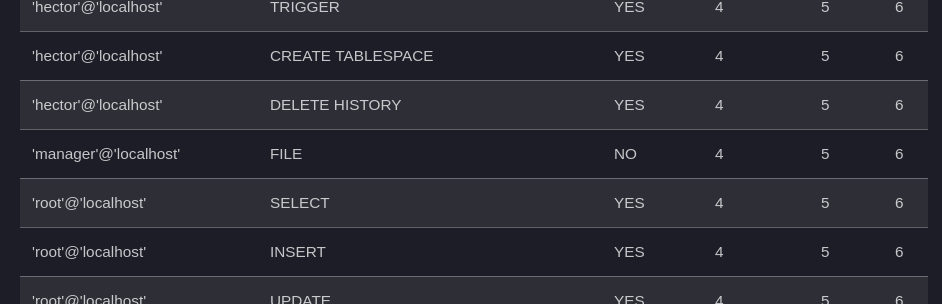 'hector'@'localhost' TRIGGER YES 4 5 6
'hector'@'localhost' CREATE TABLESPACE YES 4 5 6
'hector'@'localhost' DELETE HISTORY YES 4 5 6
'manager'@'localhost' FILE NO 4 5 6
'root'@'localhost' SELECT YES 4 5 6
'root'@'localhost' INSERT YES 4 5 6
'root'@'localhost' UPDATE YES 4 5 6